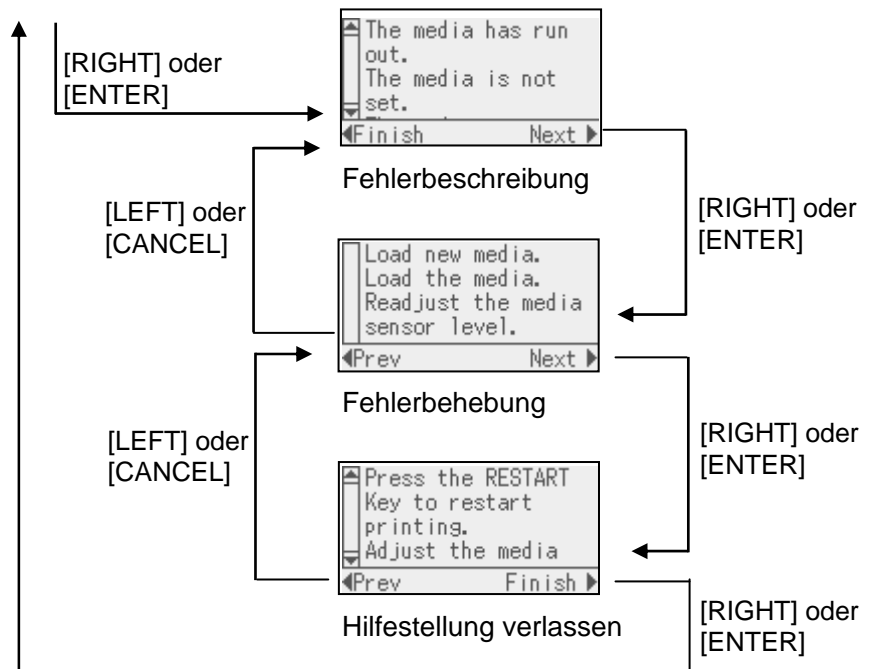 The media has run
out.
The media is not
set.
Finish Next
[RIGHT] oder
[ENTER]
Fehlerbeschreibung
[LEFT] oder
[CANCEL]
[RIGHT] oder
[ENTER]
Load new media.
Load the media.
Readjust the media
sensor level.
Prev Next
Fehlerbehebung
[LEFT] oder
[CANCEL]
[RIGHT] oder
[ENTER]
Press the RESTART
Key to restart
printing.
Adjust the media
Prev Finish
Hilfestellung verlassen
[RIGHT] oder
[ENTER]